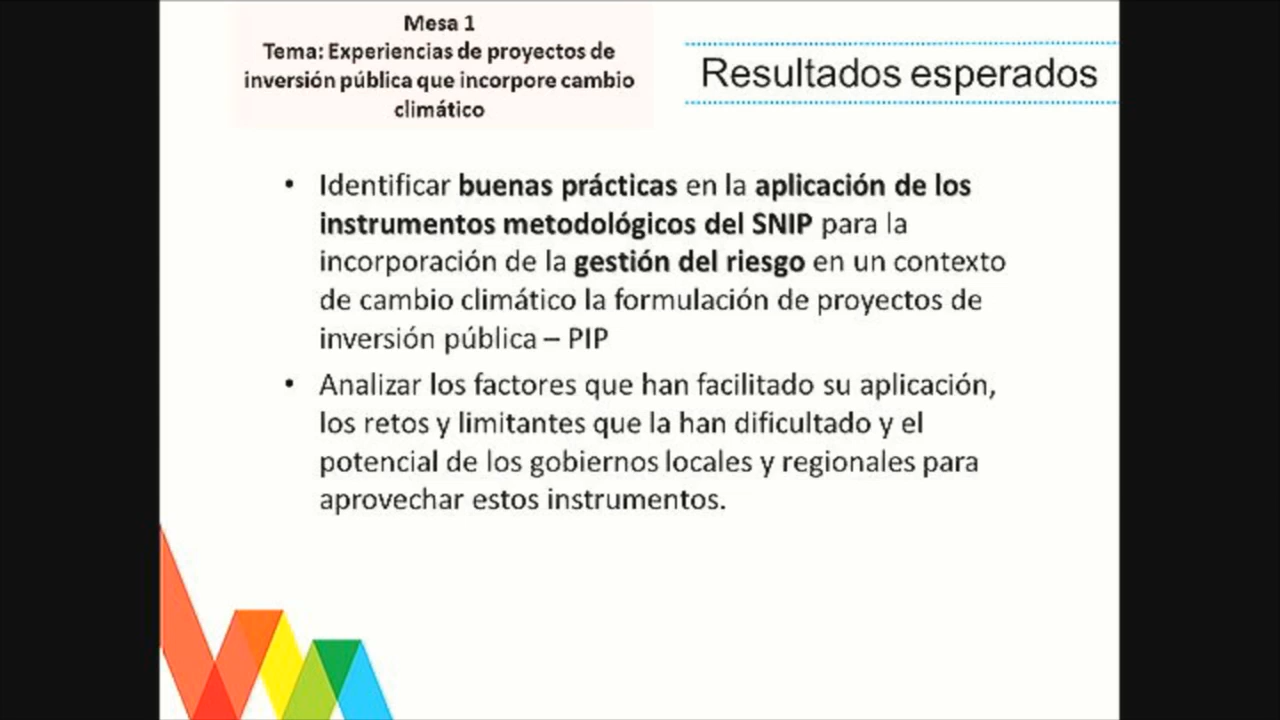 Mesa 1
Tema: Experiencias de proyectos de
inversión pública que incorpore cambio
climático
Resultados esperados
• Identificar buenas prácticas en la aplicación de los
instrumentos metodológicos del SNIP para la
incorporación de la gestión del riesgo en un contexto
de cambio climático la formulación de proyectos de
inversión pública – PIP
• Analizar los factores que han facilitado su aplicación,
los retos y limitantes que la han dificultado y el
potencial de los gobiernos locales y regionales para
aprovechar estos instrumentos.